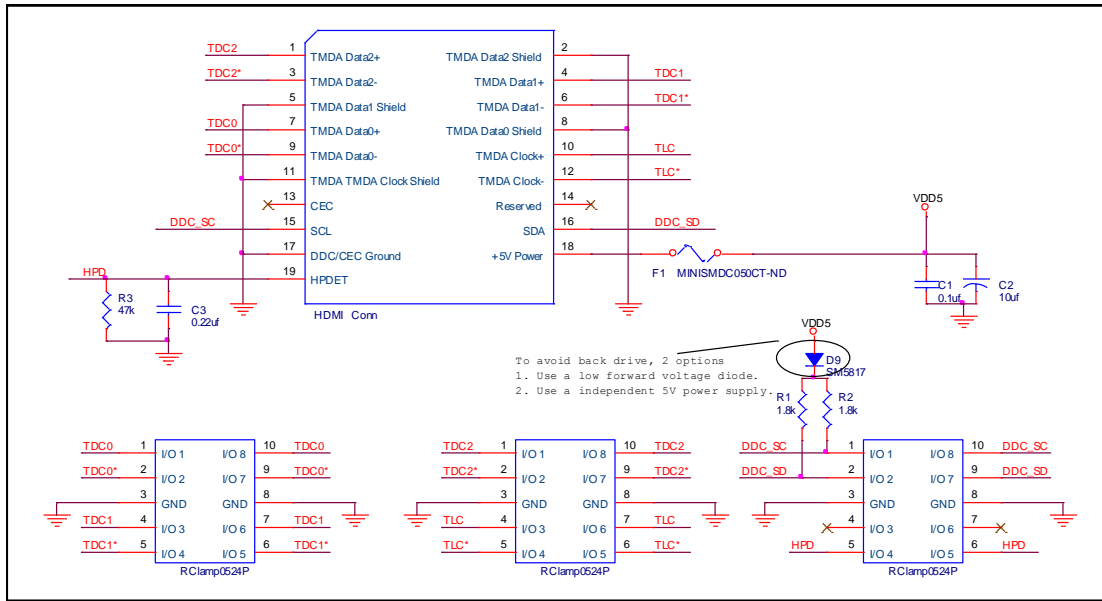 TDC2 1 TMDA Data2+ TMDA Data2 Shield 2
TDC2* 3 TMDA Data2- TMDA Data1+ 4 TDC1
5 TMDA Data1 Shield TMDA Data1- 6 TDC1*
TDC0 7 TMDA Data0+ TMDA Data0 Shield 8
TDC0* 9 TMDA Data0- TMDA Clock+ 10 TLC
11 TMDA TMDA Clock Shield TMDA Clock- 12 TLC*
13 CEC Reserved 14
DDC_SC 15 SCL SDA 16 DDC_SD
17 DDC/CEC Ground +5V Power 18
HPD 19 HPDET
HDMI Conn
F1 MINISMDC050CT-ND
VDD5
C1
0.1uf
C2
10uf
R3
47k
C3
0.22uf
VDD5
D9
SM5817
To avoid back drive, 2 options
1. Use a low forward voltage diode.
2. Use a independent 5V power supply.
R1
1.8k
R2
1.8k
TDC0 1 I/O 1 I/O 8 10 TDC0
TDC0* 2 I/O 2 I/O 7 9 TDC0*
3 GND GND 8
TDC1 4 I/O 3 I/O 6 7 TDC1
TDC1* 5 I/O 4 I/O 5 6 TDC1*
RClamp0524P
TDC2 1 I/O 1 I/O 8 10 TDC2
TDC2* 2 I/O 2 I/O 7 9 TDC2*
3 GND GND 8
TLC 4 I/O 3 I/O 6 7 TLC
TLC* 5 I/O 4 I/O 5 6 TLC*
RClamp0524P
DDC_SC 1 I/O 1 I/O 8 10 DDC_SC
DDC_SD 2 I/O 2 I/O 7 9 DDC_SD
3 GND GND 8
4 I/O 3 I/O 6 7
HPD 5 I/O 4 I/O 5 6 HPD
RClamp0524P